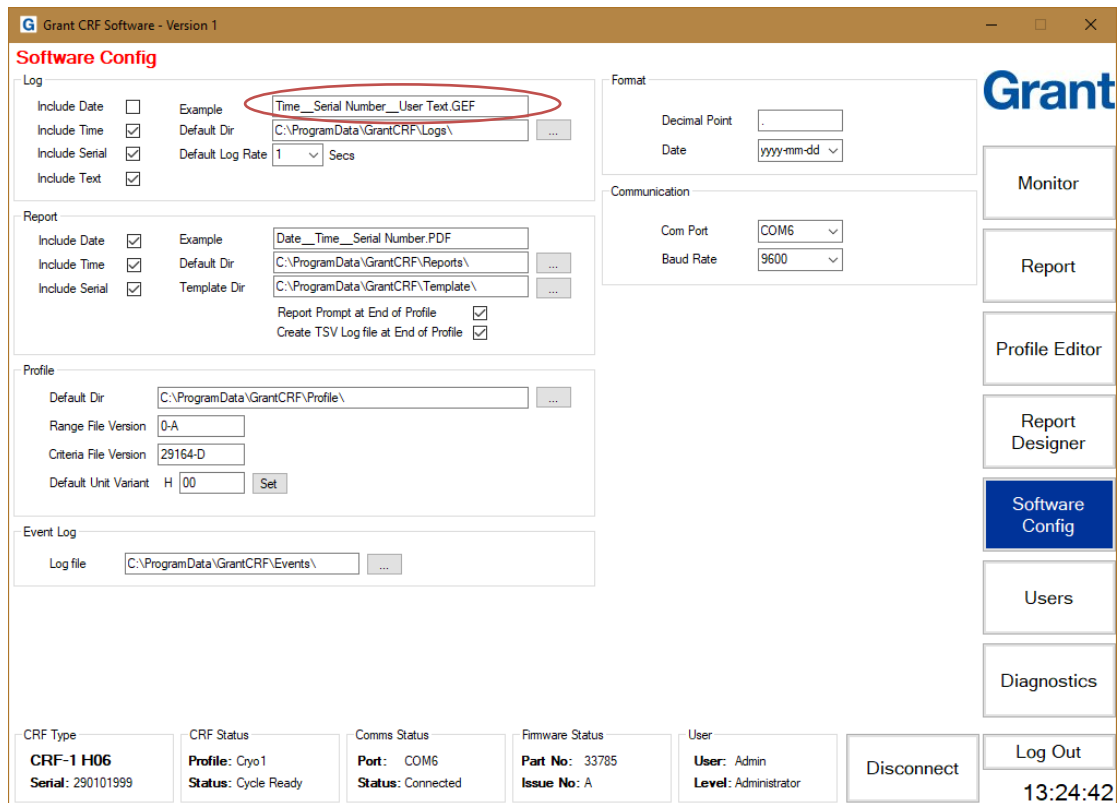 G Grant CRF Software - Version 1
Software Config
Log
Include Date
Example Time__Serial Number__User Text.GEF
Include Time
Default Dir C:\ProgramData\GrantCRF\Logs\ ...
Include Serial
Default Log Rate 1 Secs
Include Text
Report
Include Date
Example Date__Time__Serial Number.PDF
Include Time
Default Dir C:\ProgramData\GrantCRF\Reports\ ...
Include Serial
Template Dir C:\ProgramData\GrantCRF\Template\ ...
Report Prompt at End of Profile
Create TSV Log file at End of Profile
Profile
Default Dir C:\ProgramData\GrantCRF\Profile\ ...
Range File Version 0-A
Criteria File Version 29164-D
Default Unit Variant H 00 Set
Event Log
Log file C:\ProgramData\GrantCRF\Events\ ...
Format
Decimal Point .
Date yyyy-mm-dd
Communication
Com Port COM6
Baud Rate 9600
Grant
Monitor
Report
Profile Editor
Report
Designer
Software
Config
Users
Diagnostics
CRF Type
CRF-1 H06
Serial: 290101999
CRF Status
Profile: Cryo1
Status: Cycle Ready
Comms Status
Port: COM6
Status: Connected
Firmware Status
Part No: 33785
Issue No: A
User
User: Admin
Level: Administrator
Disconnect
Log Out
13:24:42